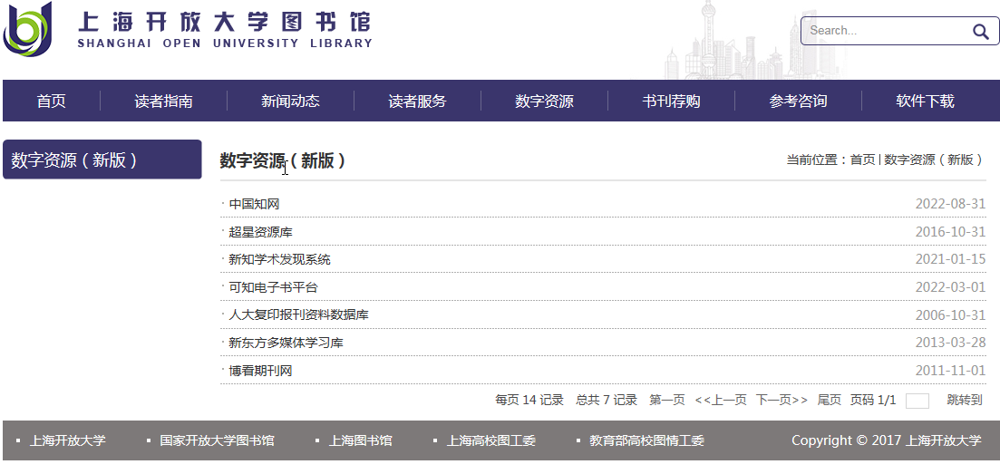 上海开放大学图书馆
SHANGHAI OPEN UNIVERSITY LIBRARY
Search...
首页 读者指南 新闻动态 读者服务 数字资源 书刊荐购 参考咨询 软件下载
数字资源（新版）
数字资源（新版）
当前位置：首页 | 数字资源（新版）
· 中国知网 2022-08-31
· 超星资源库 2016-10-31
· 新知学术发现系统 2021-01-15
· 可知电子书平台 2022-03-01
· 人大复印报刊资料数据库 2006-10-31
· 新东方多媒体学习库 2013-03-28
· 博看期刊网 2011-11-01
每页 14 记录 总共 7 记录 第一页 <<上一页 下一页>> 尾页 页码 1/1 跳转到
上海开放大学 国家开放大学图书馆 上海图书馆 上海高校图工委 教育部高校图情工委 Copyright © 2017 上海开放大学